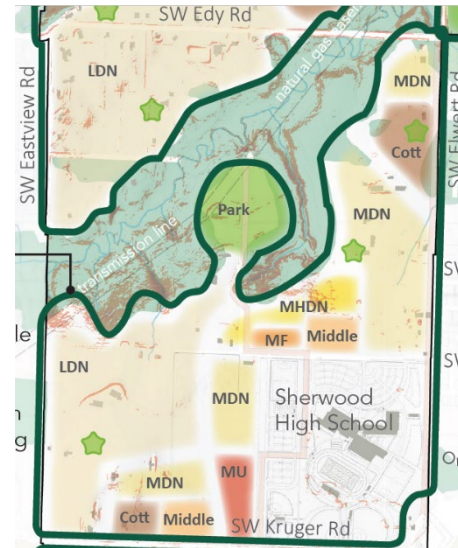 SW Edy Rd
LDN
natural gas
SW Eastview Rd
SW Elwert Rd
MDN
Cott
Park
MDN
transmission line
MHDN
MF
Middle
LDN
MDN
Sherwood
High School
MU
MDN
Cott
Middle
SW Kruger Rd